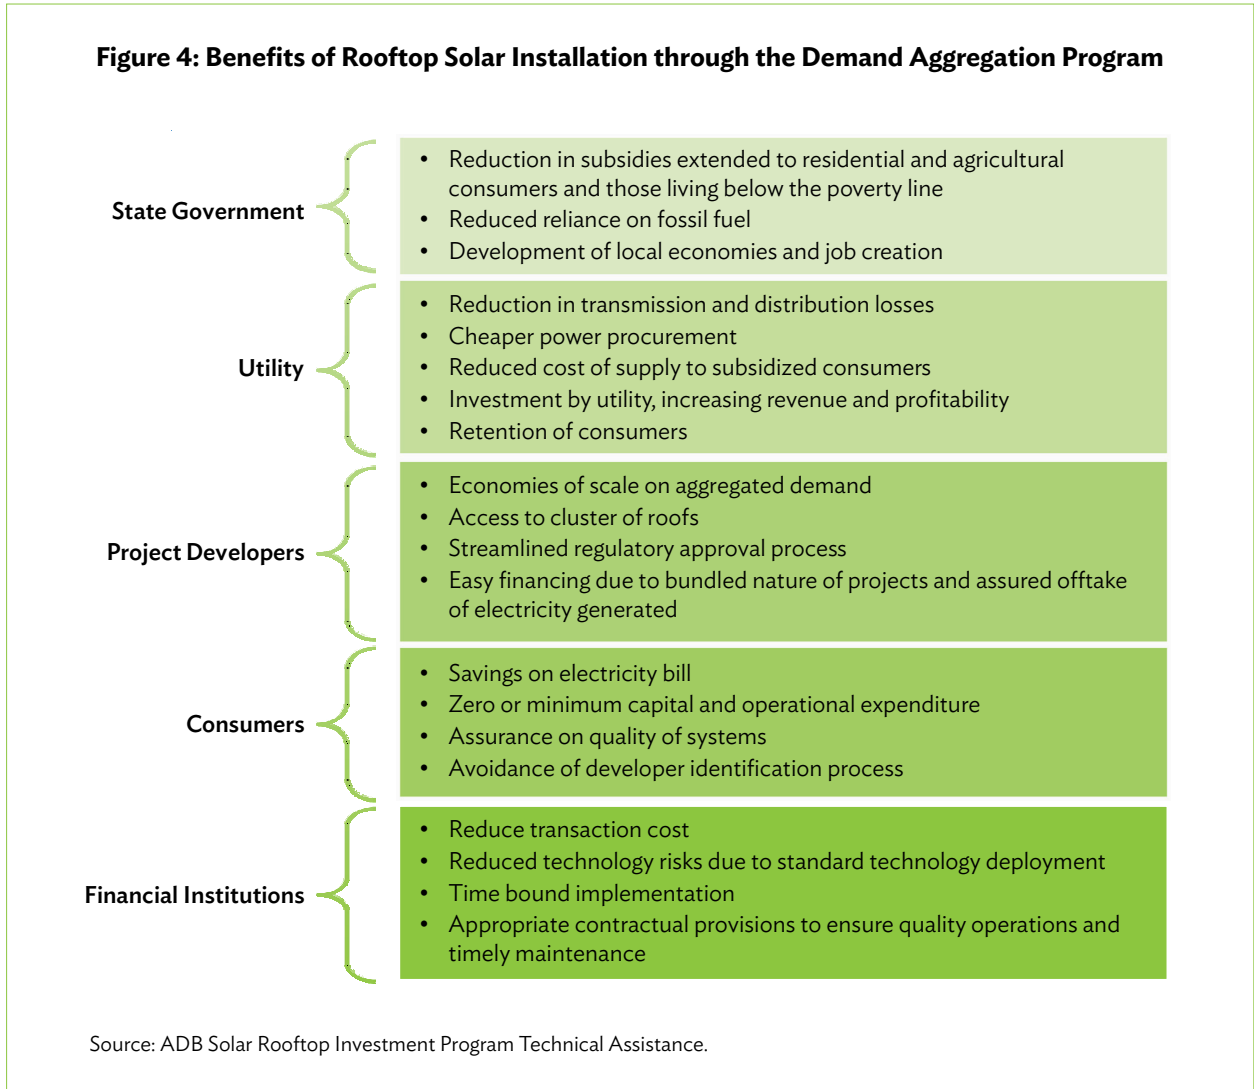 Figure 4: Benefits of Rooftop Solar Installation through the Demand Aggregation Program
State Government
• Reduction in subsidies extended to residential and agricultural
consumers and those living below the poverty line
• Reduced reliance on fossil fuel
• Development of local economies and job creation
Utility
• Reduction in transmission and distribution losses
• Cheaper power procurement
• Reduced cost of supply to subsidized consumers
• Investment by utility, increasing revenue and profitability
• Retention of consumers
Project Developers
• Economies of scale on aggregated demand
• Access to cluster of roofs
• Streamlined regulatory approval process
• Easy financing due to bundled nature of projects and assured offtake
of electricity generated
Consumers
• Savings on electricity bill
• Zero or minimum capital and operational expenditure
• Assurance on quality of systems
• Avoidance of developer identification process
Financial Institutions
• Reduce transaction cost
• Reduced technology risks due to standard technology deployment
• Time bound implementation
• Appropriate contractual provisions to ensure quality operations and
timely maintenance
Source: ADB Solar Rooftop Investment Program Technical Assistance.